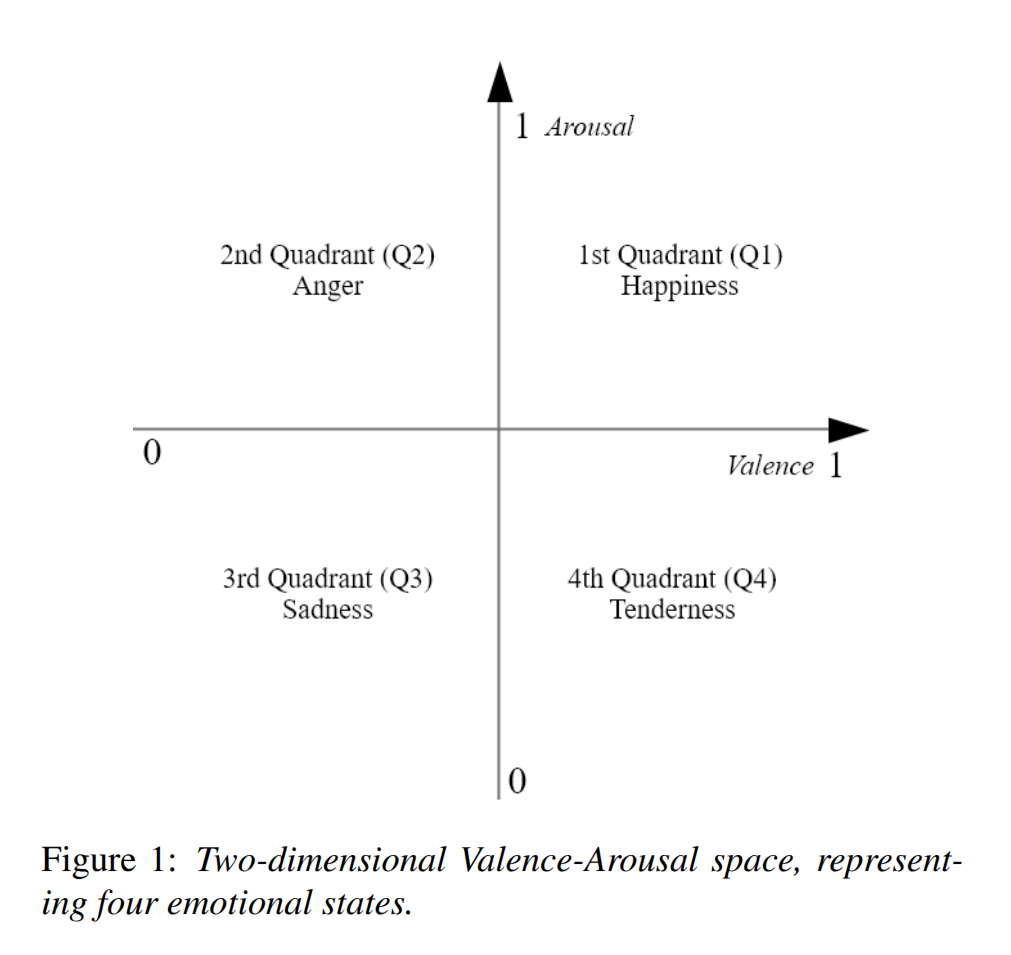 1 Arousal
2nd Quadrant (Q2)
Anger
1st Quadrant (Q1)
Happiness
0
Valence 1
3rd Quadrant (Q3)
Sadness
4th Quadrant (Q4)
Tenderness
0
Figure 1: Two-dimensional Valence-Arousal space, represent-
ing four emotional states.